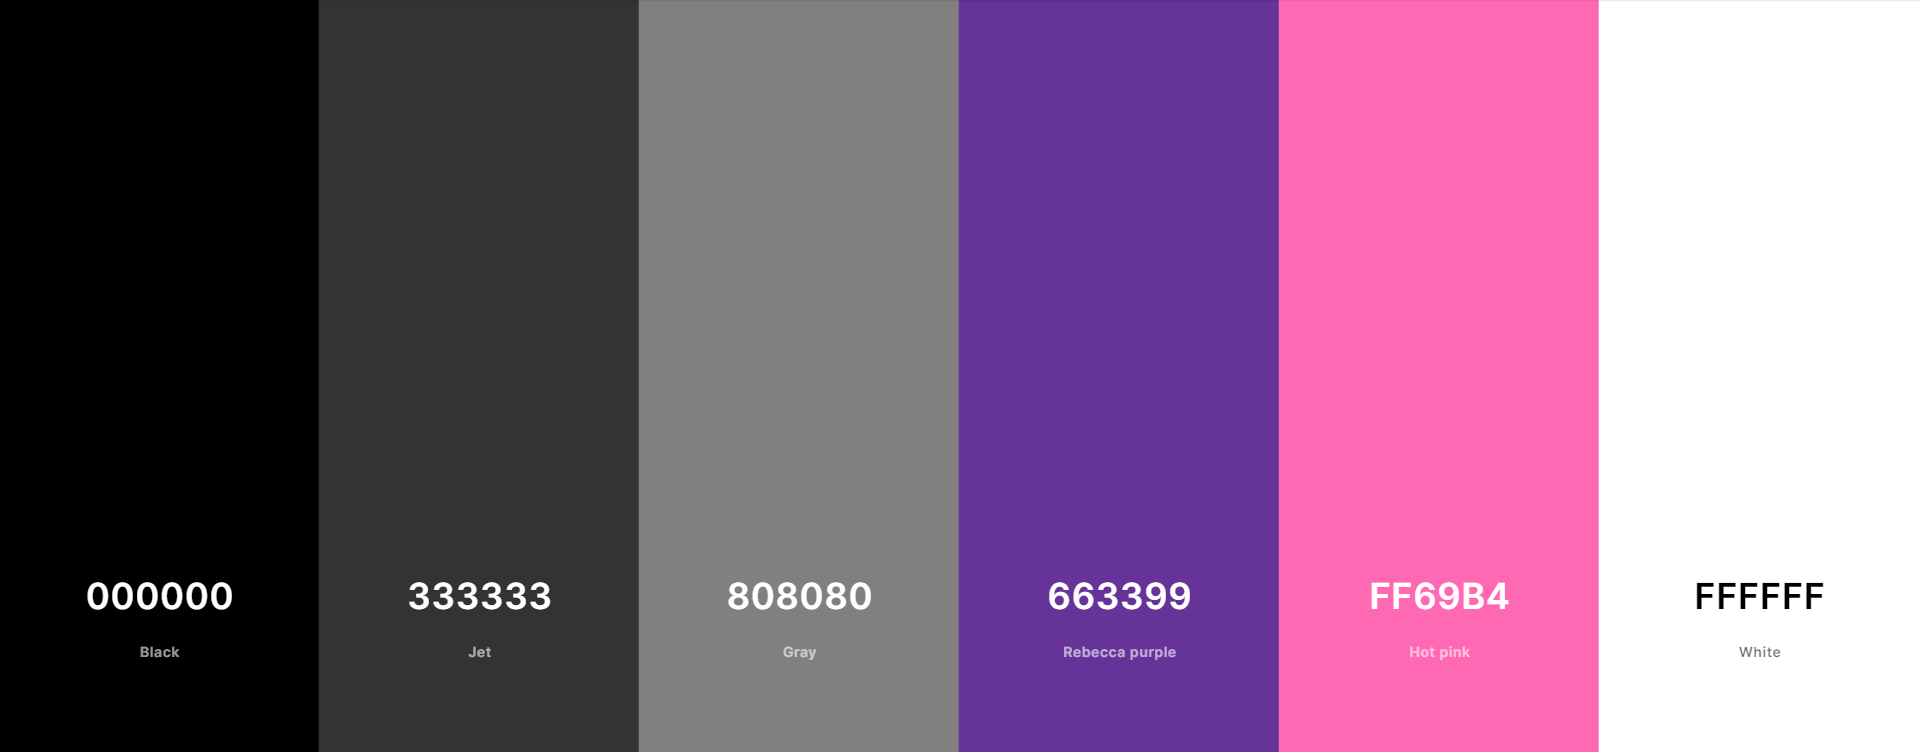 000000
Black
333333
Jet
808080
Gray
663399
Rebecca purple
FF69B4
Hot pink
FFFFFF
White